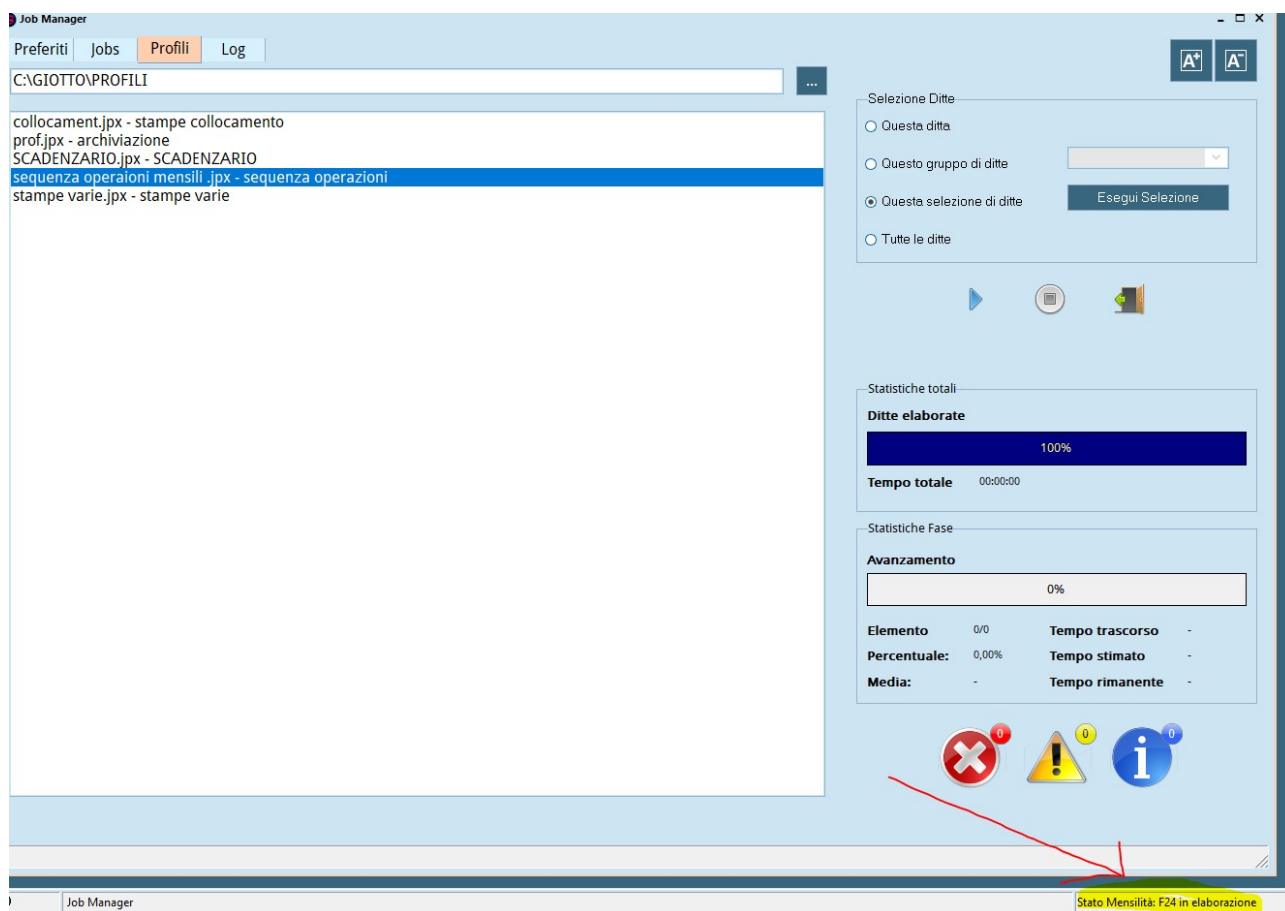 Job Manager
Preferiti Jobs Profili Log
A+ A-
C:\GIOTTO\PROFILI ...
collocament.jpx - stampe collocamento
prof.jpx - archiviazione
SCADENZARIO.jpx - SCADENZARIO
sequenza operaioni mensili .jpx - sequenza operazioni
stampe varie.jpx - stampe varie
Selezione Ditte
Questa ditta
Questo gruppo di ditte
Questa selezione di ditte Esegui Selezione
Tutte le ditte
Statistiche totali
Ditte elaborate
100%
Tempo totale 00:00:00
Statistiche Fase
Avanzamento
0%
Elemento 0/0 Tempo trascorso -
Percentuale: 0,00% Tempo stimato -
Media: - Tempo rimanente -
0 0 0
Job Manager Stato Mensilità: F24 in elaborazione